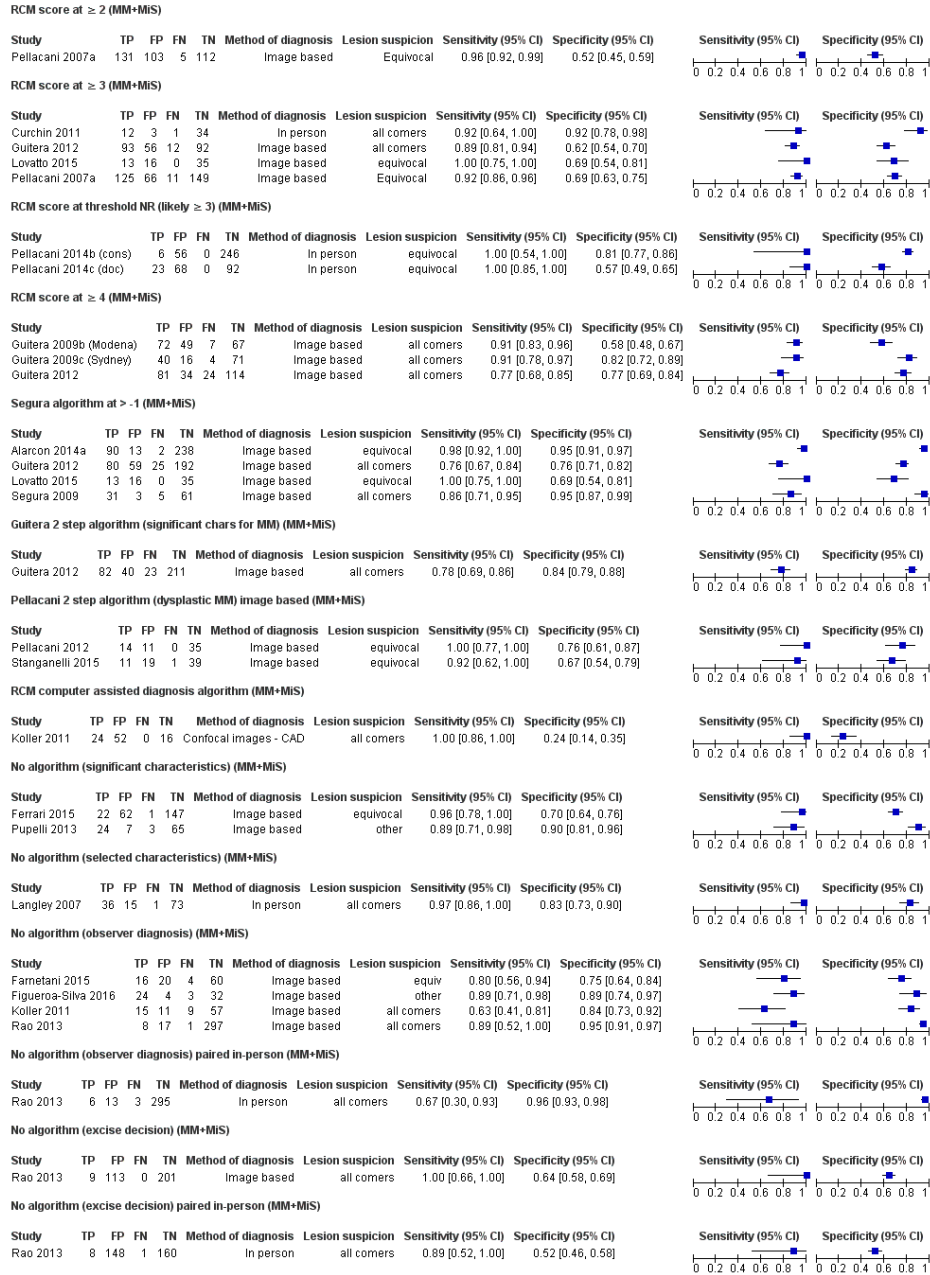 RCM score at ≥ 2 (MM+MiS)
Study TP FP FN TN Method of diagnosis Lesion suspicion Sensitivity (95% CI) Specificity (95% CI) Sensitivity (95% CI) Specificity (95% CI)
Pellacani 2007a 131 103 5 112 Image based Equivocal 0.96 [0.92, 0.99] 0.52 [0.45, 0.59]
0 0.2 0.4 0.6 0.8 1 0 0.2 0.4 0.6 0.8 1
RCM score at ≥ 3 (MM+MiS)
Study TP FP FN TN Method of diagnosis Lesion suspicion Sensitivity (95% CI) Specificity (95% CI) Sensitivity (95% CI) Specificity (95% CI)
Curchin 2011 12 3 1 34 In person all comers 0.92 [0.64, 1.00] 0.92 [0.78, 0.98]
Guitera 2012 93 56 12 92 Image based all comers 0.89 [0.81, 0.94] 0.62 [0.54, 0.70]
Lovatto 2015 13 16 0 35 Image based equivocal 1.00 [0.75, 1.00] 0.69 [0.54, 0.81]
Pellacani 2007a 125 66 11 149 Image based Equivocal 0.92 [0.86, 0.96] 0.69 [0.63, 0.75]
0 0.2 0.4 0.6 0.8 1 0 0.2 0.4 0.6 0.8 1
RCM score at threshold NR (likely ≥ 3) (MM+MiS)
Study TP FP FN TN Method of diagnosis Lesion suspicion Sensitivity (95% CI) Specificity (95% CI) Sensitivity (95% CI) Specificity (95% CI)
Pellacani 2014b (cons) 6 56 0 246 In person equivocal 1.00 [0.54, 1.00] 0.81 [0.77, 0.86]
Pellacani 2014c (doc) 23 68 0 92 In person equivocal 1.00 [0.85, 1.00] 0.57 [0.49, 0.65]
0 0.2 0.4 0.6 0.8 1 0 0.2 0.4 0.6 0.8 1
RCM score at ≥ 4 (MM+MiS)
Study TP FP FN TN Method of diagnosis Lesion suspicion Sensitivity (95% CI) Specificity (95% CI) Sensitivity (95% CI) Specificity (95% CI)
Guitera 2009b (Modena) 72 49 7 67 Image based all comers 0.91 [0.83, 0.96] 0.58 [0.48, 0.67]
Guitera 2009c (Sydney) 40 16 4 71 Image based all comers 0.91 [0.78, 0.97] 0.82 [0.72, 0.89]
Guitera 2012 81 34 24 114 Image based all comers 0.77 [0.68, 0.85] 0.77 [0.69, 0.84]
0 0.2 0.4 0.6 0.8 1 0 0.2 0.4 0.6 0.8 1
Segura algorithm at > -1 (MM+MiS)
Study TP FP FN TN Method of diagnosis Lesion suspicion Sensitivity (95% CI) Specificity (95% CI) Sensitivity (95% CI) Specificity (95% CI)
Alarcon 2014a 90 13 2 238 Image based equivocal 0.98 [0.92, 1.00] 0.95 [0.91, 0.97]
Guitera 2012 80 59 25 192 Image based all comers 0.76 [0.67, 0.84] 0.76 [0.71, 0.82]
Lovatto 2015 13 16 0 35 Image based equivocal 1.00 [0.75, 1.00] 0.69 [0.54, 0.81]
Segura 2009 31 3 5 61 Image based all comers 0.86 [0.71, 0.95] 0.95 [0.87, 0.99]
0 0.2 0.4 0.6 0.8 1 0 0.2 0.4 0.6 0.8 1
Guitera 2 step algorithm (significant chars for MM) (MM+MiS)
Study TP FP FN TN Method of diagnosis Lesion suspicion Sensitivity (95% CI) Specificity (95% CI) Sensitivity (95% CI) Specificity (95% CI)
Guitera 2012 82 40 23 211 Image based all comers 0.78 [0.69, 0.86] 0.84 [0.79, 0.88]
0 0.2 0.4 0.6 0.8 1 0 0.2 0.4 0.6 0.8 1
Pellacani 2 step algorithm (dysplastic MM) image based (MM+MiS)
Study TP FP FN TN Method of diagnosis Lesion suspicion Sensitivity (95% CI) Specificity (95% CI) Sensitivity (95% CI) Specificity (95% CI)
Pellacani 2012 14 11 0 35 Image based equivocal 1.00 [0.77, 1.00] 0.76 [0.61, 0.87]
Stanganelli 2015 11 19 1 39 Image based equivocal 0.92 [0.62, 1.00] 0.67 [0.54, 0.79]
0 0.2 0.4 0.6 0.8 1 0 0.2 0.4 0.6 0.8 1
RCM computer assisted diagnosis algorithm (MM+MiS)
Study TP FP FN TN Method of diagnosis Lesion suspicion Sensitivity (95% CI) Specificity (95% CI) Sensitivity (95% CI) Specificity (95% CI)
Koller 2011 24 52 0 16 Confocal images - CAD all comers 1.00 [0.86, 1.00] 0.24 [0.14, 0.35]
0 0.2 0.4 0.6 0.8 1 0 0.2 0.4 0.6 0.8 1
No algorithm (significant characteristics) (MM+MiS)
Study TP FP FN TN Method of diagnosis Lesion suspicion Sensitivity (95% CI) Specificity (95% CI) Sensitivity (95% CI) Specificity (95% CI)
Ferrari 2015 22 62 1 147 Image based equivocal 0.96 [0.78, 1.00] 0.70 [0.64, 0.76]
Pupelli 2013 24 7 3 65 Image based other 0.89 [0.71, 0.98] 0.90 [0.81, 0.96]
0 0.2 0.4 0.6 0.8 1 0 0.2 0.4 0.6 0.8 1
No algorithm (selected characteristics) (MM+MiS)
Study TP FP FN TN Method of diagnosis Lesion suspicion Sensitivity (95% CI) Specificity (95% CI) Sensitivity (95% CI) Specificity (95% CI)
Langley 2007 36 15 1 73 In person all comers 0.97 [0.86, 1.00] 0.83 [0.73, 0.90]
0 0.2 0.4 0.6 0.8 1 0 0.2 0.4 0.6 0.8 1
No algorithm (observer diagnosis) (MM+MiS)
Study TP FP FN TN Method of diagnosis Lesion suspicion Sensitivity (95% CI) Specificity (95% CI) Sensitivity (95% CI) Specificity (95% CI)
Farnetani 2015 16 20 4 60 Image based equiv 0.80 [0.56, 0.94] 0.75 [0.64, 0.84]
Figueroa-Silva 2016 24 4 3 32 Image based other 0.89 [0.71, 0.98] 0.89 [0.74, 0.97]
Koller 2011 15 11 9 57 Image based all comers 0.63 [0.41, 0.81] 0.84 [0.73, 0.92]
Rao 2013 8 17 1 297 Image based all comers 0.89 [0.52, 1.00] 0.95 [0.91, 0.97]
0 0.2 0.4 0.6 0.8 1 0 0.2 0.4 0.6 0.8 1
No algorithm (observer diagnosis) paired in-person (MM+MiS)
Study TP FP FN TN Method of diagnosis Lesion suspicion Sensitivity (95% CI) Specificity (95% CI) Sensitivity (95% CI) Specificity (95% CI)
Rao 2013 6 13 3 295 In person all comers 0.67 [0.30, 0.93] 0.96 [0.93, 0.98]
0 0.2 0.4 0.6 0.8 1 0 0.2 0.4 0.6 0.8 1
No algorithm (excise decision) (MM+MiS)
Study TP FP FN TN Method of diagnosis Lesion suspicion Sensitivity (95% CI) Specificity (95% CI) Sensitivity (95% CI) Specificity (95% CI)
Rao 2013 9 113 0 201 Image based all comers 1.00 [0.66, 1.00] 0.64 [0.58, 0.69]
0 0.2 0.4 0.6 0.8 1 0 0.2 0.4 0.6 0.8 1
No algorithm (excise decision) paired in-person (MM+MiS)
Study TP FP FN TN Method of diagnosis Lesion suspicion Sensitivity (95% CI) Specificity (95% CI) Sensitivity (95% CI) Specificity (95% CI)
Rao 2013 8 148 1 160 In person all comers 0.89 [0.52, 1.00] 0.52 [0.46, 0.58]
0 0.2 0.4 0.6 0.8 1 0 0.2 0.4 0.6 0.8 1